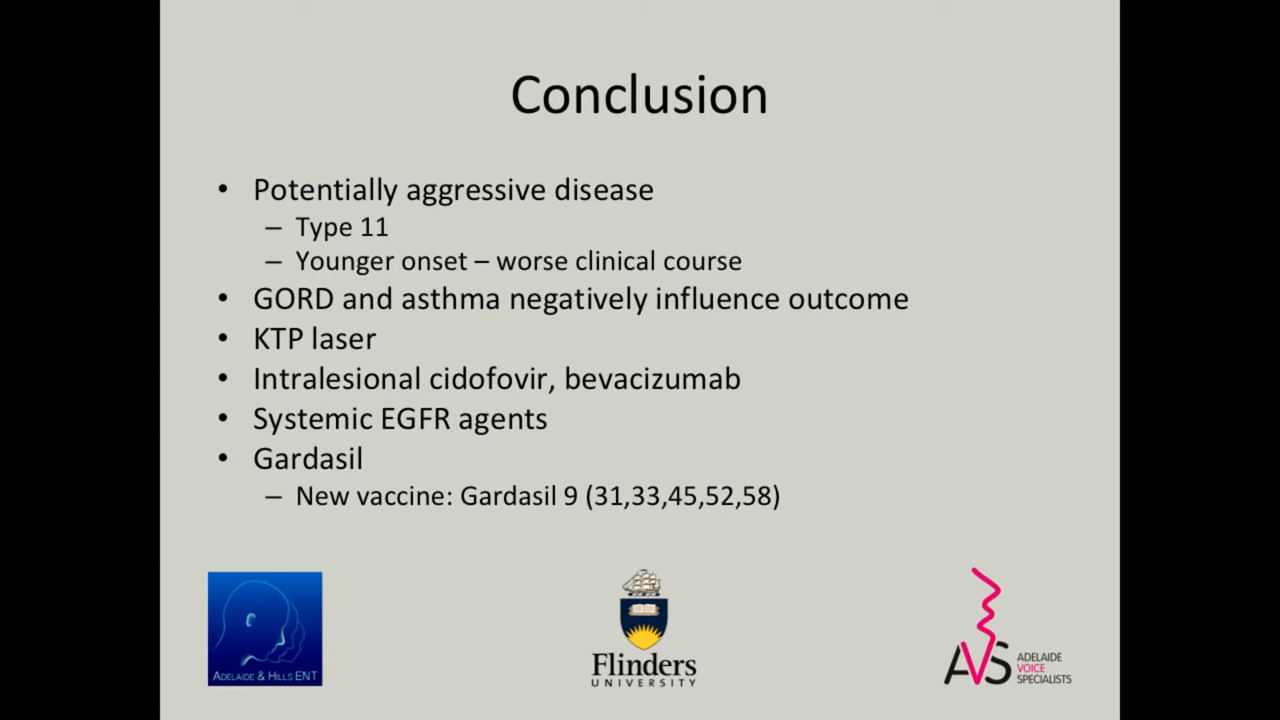 Conclusion
• Potentially aggressive disease
– Type 11
– Younger onset – worse clinical course
• GORD and asthma negatively influence outcome
• KTP laser
• Intralesional cidofovir, bevacizumab
• Systemic EGFR agents
• Gardasil
– New vaccine: Gardasil 9 (31,33,45,52,58)
ADELAIDE & HILLS ENT
Flinders
UNIVERSITY
AVS
ADELAIDE
VOICE
SPECIALISTS